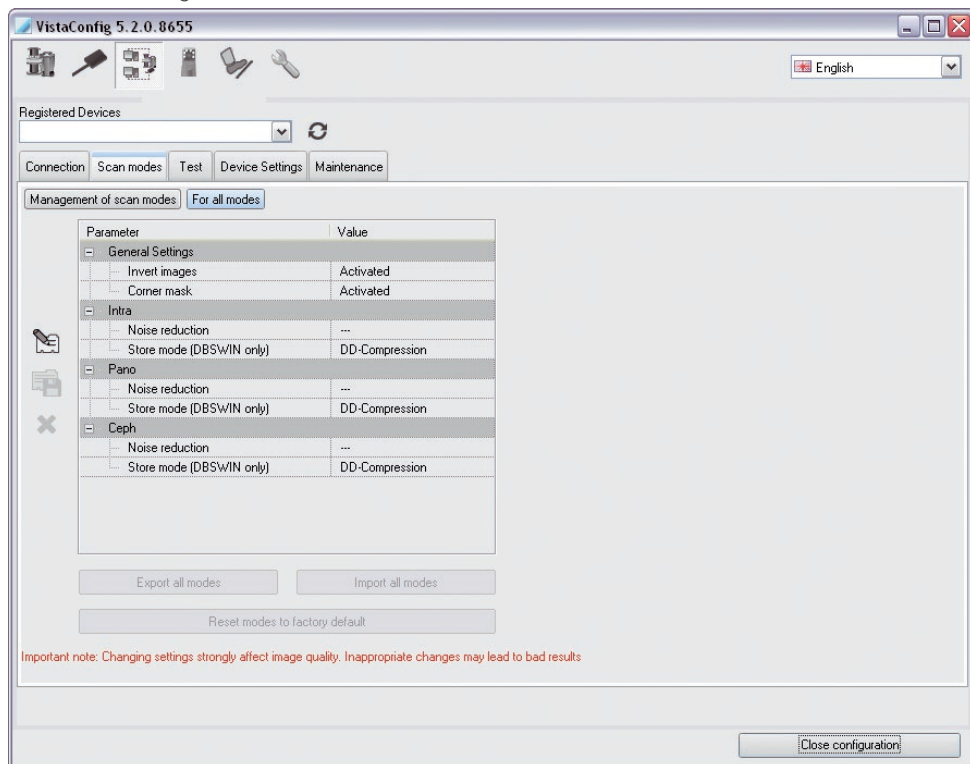 VistaConfig 5.2.0.8655
English
Registered Devices
Connection Scan modes Test Device Settings Maintenance
Management of scan modes For all modes
Parameter Value
General Settings
Invert images Activated
Corner mask Activated
Intra
Noise reduction ---
Store mode (DBSWIN only) DD-Compression
Pano
Noise reduction ---
Store mode (DBSWIN only) DD-Compression
Ceph
Noise reduction ---
Store mode (DBSWIN only) DD-Compression
Export all modes Import all modes
Reset modes to factory default
Important note: Changing settings strongly affect image quality. Inappropriate changes may lead to bad results
Close configuration